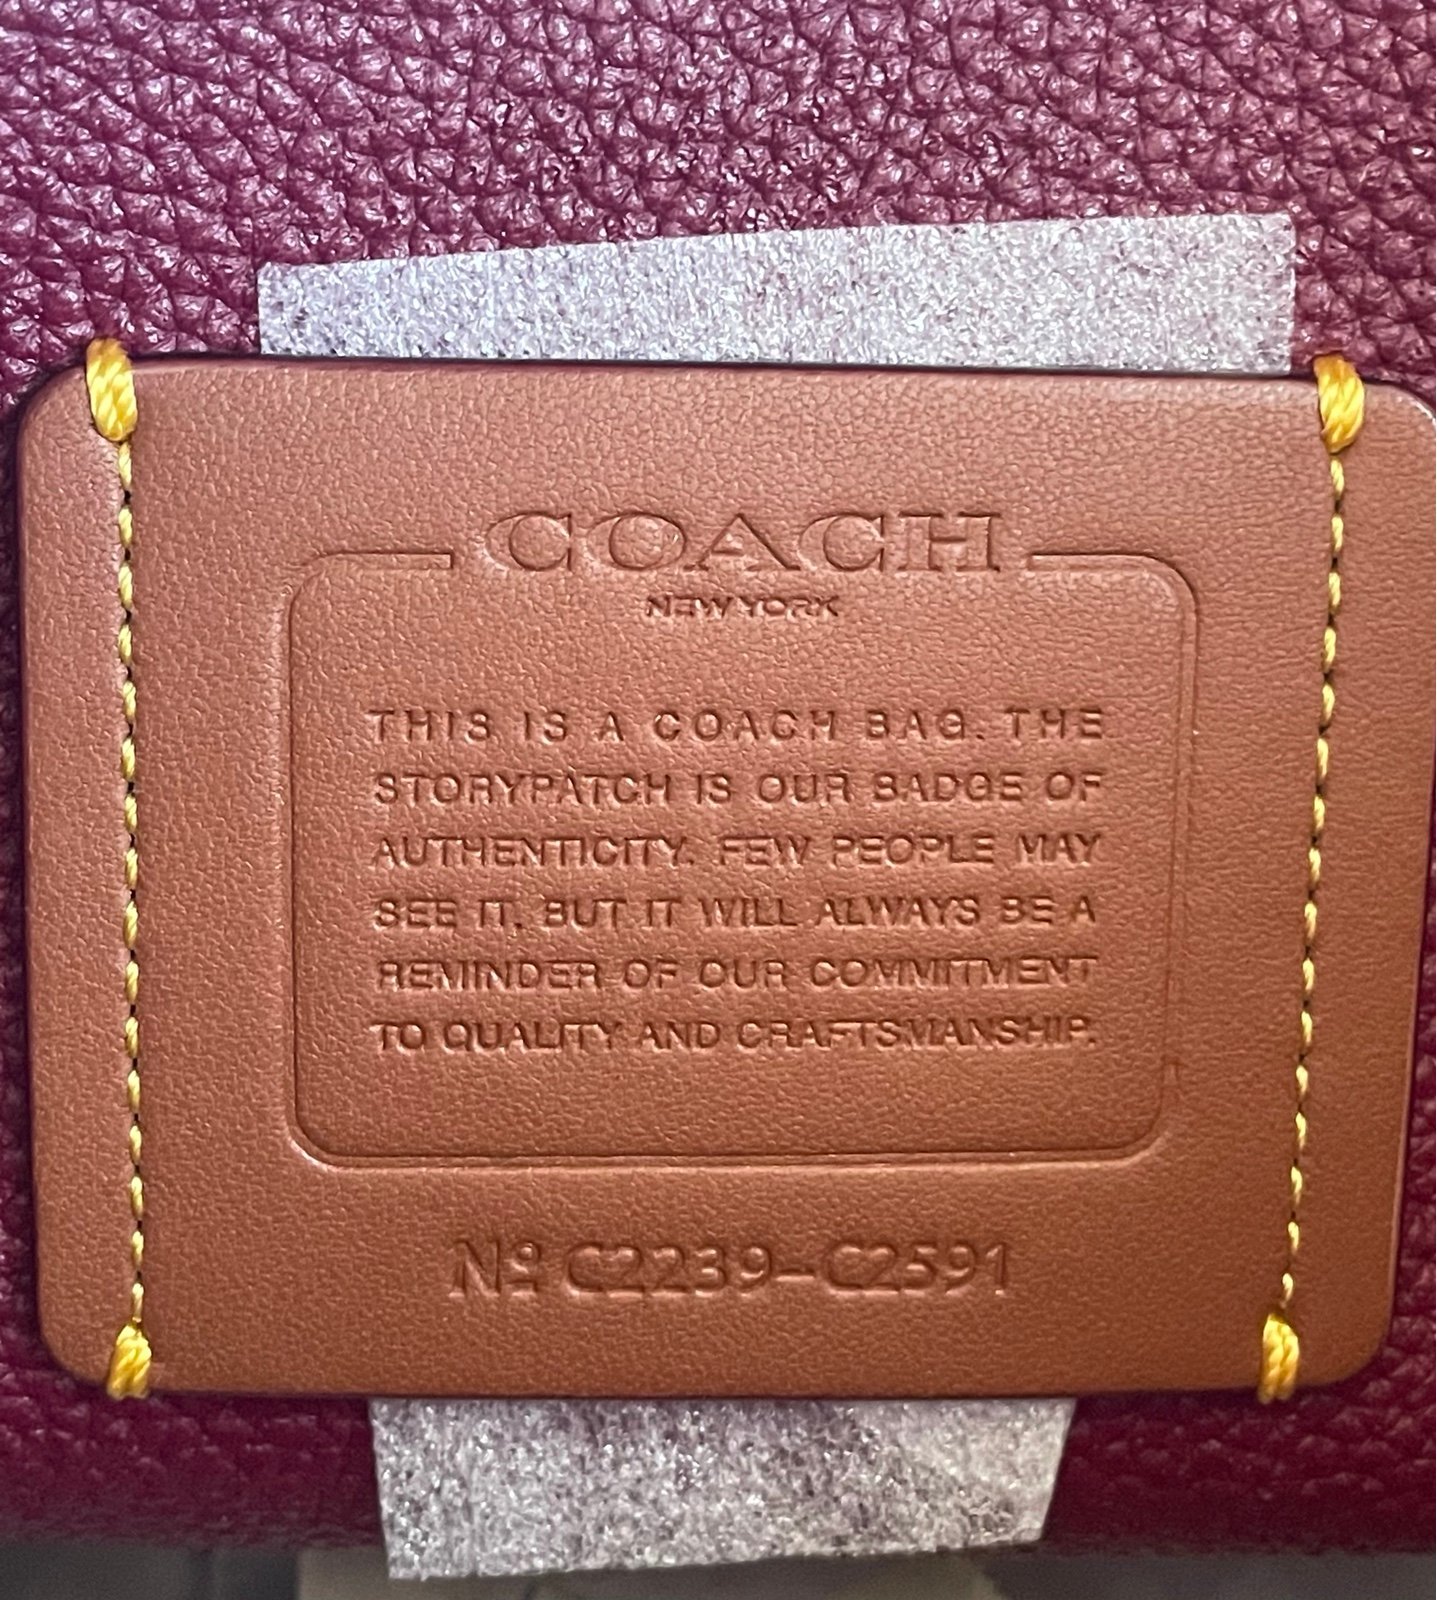 COACH
NEW YORK
THIS IS A COACH BAG. THE
STORYPATCH IS OUR BADGE OF
AUTHENTICITY. FEW PEOPLE MAY
SEE IT, BUT IT WILL ALWAYS BE A
REMINDER OF OUR COMMITMENT
TO QUALITY AND CRAFTSMANSHIP.
Nº C2239-C2591